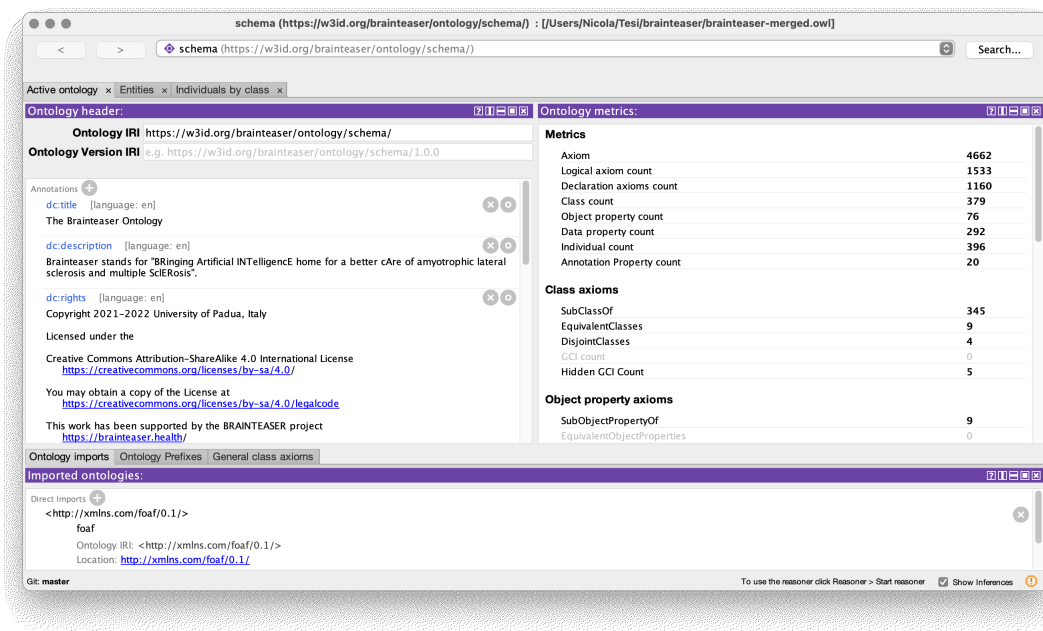 schema (https://w3id.org/brainteaser/ontology/schema/) : [/Users/Nicola/Tesi/brainteaser/brainteaser-merged.owl]
< > schema (https://w3id.org/brainteaser/ontology/schema/) Search...
Active ontology × Entities × Individuals by class ×
Ontology header:
Ontology IRI https://w3id.org/brainteaser/ontology/schema/
Ontology Version IRI e.g. https://w3id.org/brainteaser/ontology/schema/1.0.0
Annotations
dc:title [language: en]
The Brainteaser Ontology
dc:description [language: en]
Brainteaser stands for "BRinging Artificial INTelligencE home for a better cAre of amyotrophic lateral
sclerosis and multiple SclERosis".
dc:rights [language: en]
Copyright 2021–2022 University of Padua, Italy
Licensed under the
Creative Commons Attribution–ShareAlike 4.0 International License
https://creativecommons.org/licenses/by-sa/4.0/
You may obtain a copy of the License at
https://creativecommons.org/licenses/by-sa/4.0/legalcode
This work has been supported by the BRAINTEASER project
https://brainteaser.health/
Ontology metrics:
Metrics
Axiom 4662
Logical axiom count 1533
Declaration axioms count 1160
Class count 379
Object property count 76
Data property count 292
Individual count 396
Annotation Property count 20
Class axioms
SubClassOf 345
EquivalentClasses 9
DisjointClasses 4
GCI count 0
Hidden GCI Count 5
Object property axioms
SubObjectPropertyOf 9
EquivalentObjectProperties 0
Ontology imports Ontology Prefixes General class axioms
Imported ontologies:
Direct Imports
<http://xmlns.com/foaf/0.1/>
foaf
Ontology IRI: <http://xmlns.com/foaf/0.1/>
Location: http://xmlns.com/foaf/0.1/
Git: master
To use the reasoner click Reasoner > Start reasoner Show Inferences